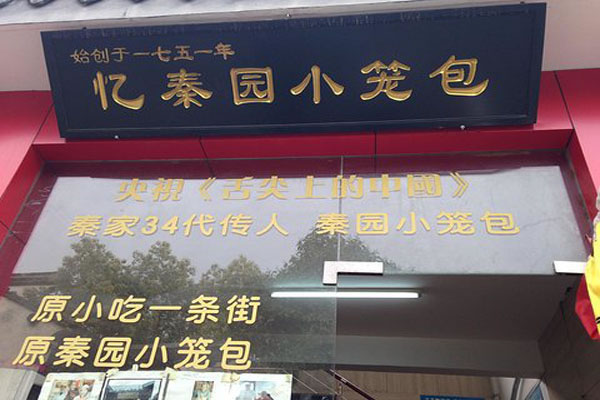 始创于一七五一年
忆秦园小笼包
央視《舌尖上的中國》
秦家34代传人 秦园小笼包
原小吃一条街
原秦园小笼包